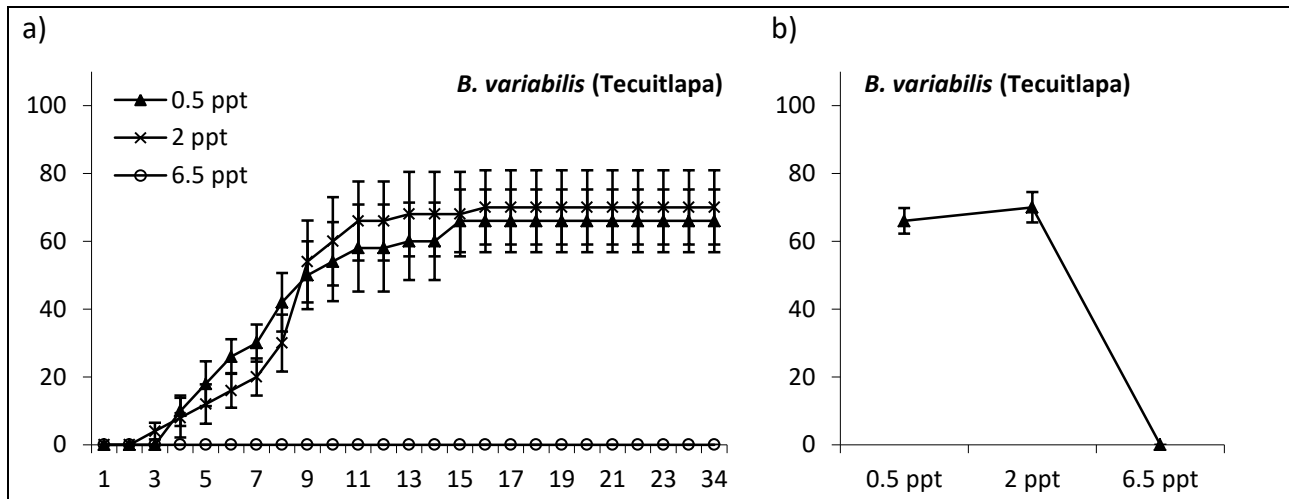 a)
B. variabilis (Tecuitlapa)
0.5 ppt
2 ppt
6.5 ppt
100
80
60
40
20
0
1 3 5 7 9 11 13 15 17 19 21 23 34
b)
B. variabilis (Tecuitlapa)
100
80
60
40
20
0
0.5 ppt 2 ppt 6.5 ppt